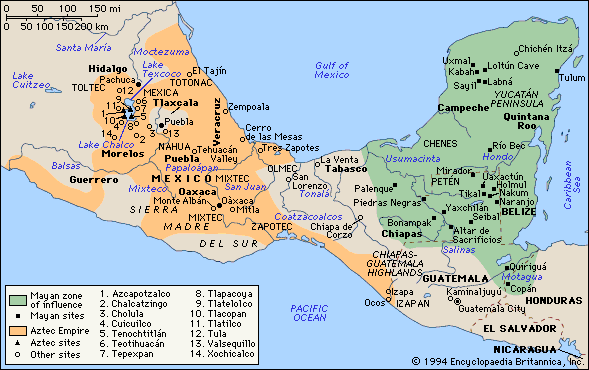 0 50 100 150 mi
0 50 100 150 200 km
Santa María
Moctezuma
Lake
Texcoco
Hidalgo
Pachuca
El Tajín
TOTONAC
TOLTEC
MEXICA
Lake
Cuitzeo
Tlaxcala
Puebla
Veracruz
Zempoala
Lake Chalco
Morelos
NÁHUA
Puebla
Tehuacán
Valley
Cerro
de las Mesas
Tres Zapotes
Balsas
Guerrero
Papaloápan
MEXICO
MIXTEC
Mixteco
San Juan
Oaxaca
Monte Albán
Oaxaca
Mitla
MIXTEC
SIERRA
MADRE
DEL SUR
ZAPOTEC
Gulf of
Mexico
OLMEC
La Venta
San
Lorenzo
Tabasco
Tonalá
Coatzacoalcos
Chiapa de
Corzo
Chichén Itzá
Uxmal
Kabah
Loltún Cave
Sayil
Labná
Tulum
YUCATÁN
PENINSULA
Campeche
Quintana
Roo
CHENES
Río Bec
Usumacinta
Hondo
Mirador
PETÉN
Uaxactún
Holmul
Tikal
Nakum
Naranjo
Palenque
Piedras Negras
Yaxchilán
Seibal
BELIZE
Bonampak
Altar de
Sacrificios
Chiapas
Salinas
Caribbean
Sea
CHIAPAS-
GUATEMALA
HIGHLANDS
GUATEMALA
Quiriguá
Motagua
Copán
Izapa
Ocos
IZAPAN
Kaminaljuyú
Guatemala City
HONDURAS
EL SALVADOR
NICARAGUA
PACIFIC
OCEAN
Mayan zone
of influence
Mayan sites
Aztec Empire
Aztec sites
Other sites
1. Azcapotzalco
2. Chalcatzingo
3. Cholula
4. Cuicuilco
5. Tenochtitlán
6. Teotihuacán
7. Tepexpan
8. Tlapacoya
9. Tlatelolco
10. Tlacopan
11. Tlatilco
12. Tula
13. Valsequillo
14. Xochicalco
© 1994 Encyclopaedia Britannica, Inc.